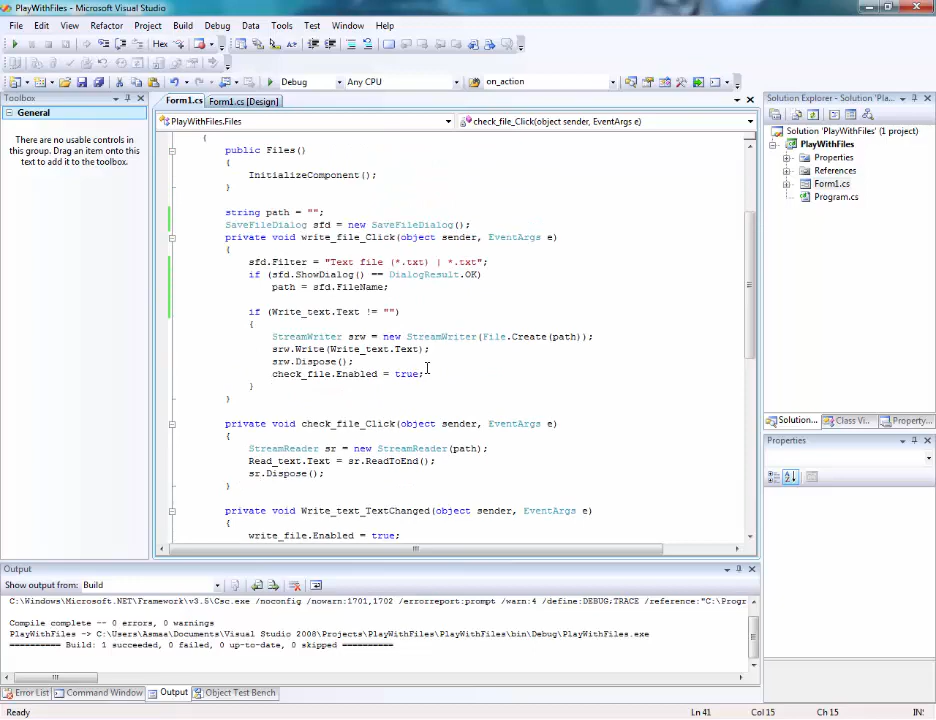 PlayWithFiles - Microsoft Visual Studio
File Edit View Refactor Project Build Debug Data Tools Test Window Help
Hex
Debug Any CPU on_action
Toolbox
General
There are no usable controls in
this group. Drag an item onto this
text to add it to the toolbox.
Form1.cs Form1.cs [Design]
PlayWithFiles.Files check_file_Click(object sender, EventArgs e)
{
public Files()
{
InitializeComponent();
}
string path = "";
SaveFileDialog sfd = new SaveFileDialog();
private void write_file_Click(object sender, EventArgs e)
{
sfd.Filter = "Text file (*.txt) | *.txt";
if (sfd.ShowDialog() == DialogResult.OK)
path = sfd.FileName;
if (Write_text.Text != "")
{
StreamWriter srw = new StreamWriter(File.Create(path));
srw.Write(Write_text.Text);
srw.Dispose();
check_file.Enabled = true;
}
}
private void check_file_Click(object sender, EventArgs e)
{
StreamReader sr = new StreamReader(path);
Read_text.Text = sr.ReadToEnd();
sr.Dispose();
}
private void Write_text_TextChanged(object sender, EventArgs e)
{
write_file.Enabled = true;
Solution Explorer - Solution 'Pla...
Solution 'PlayWithFiles' (1 project)
PlayWithFiles
Properties
References
Form1.cs
Program.cs
Solution... Class Vi... Property...
Properties
Output
Show output from: Build
C:\Windows\Microsoft.NET\Framework\v3.5\Csc.exe /noconfig /nowarn:1701,1702 /errorreport:prompt /warn:4 /define:DEBUG;TRACE /reference:"C:\Progr
Compile complete -- 0 errors, 0 warnings
PlayWithFiles -> C:\Users\Asmaa\Documents\Visual Studio 2008\Projects\PlayWithFiles\PlayWithFiles\bin\Debug\PlayWithFiles.exe
========== Build: 1 succeeded, 0 failed, 0 up-to-date, 0 skipped ==========
Error List Command Window Output Object Test Bench
Ready Ln 41 Col 15 Ch 15 IN: